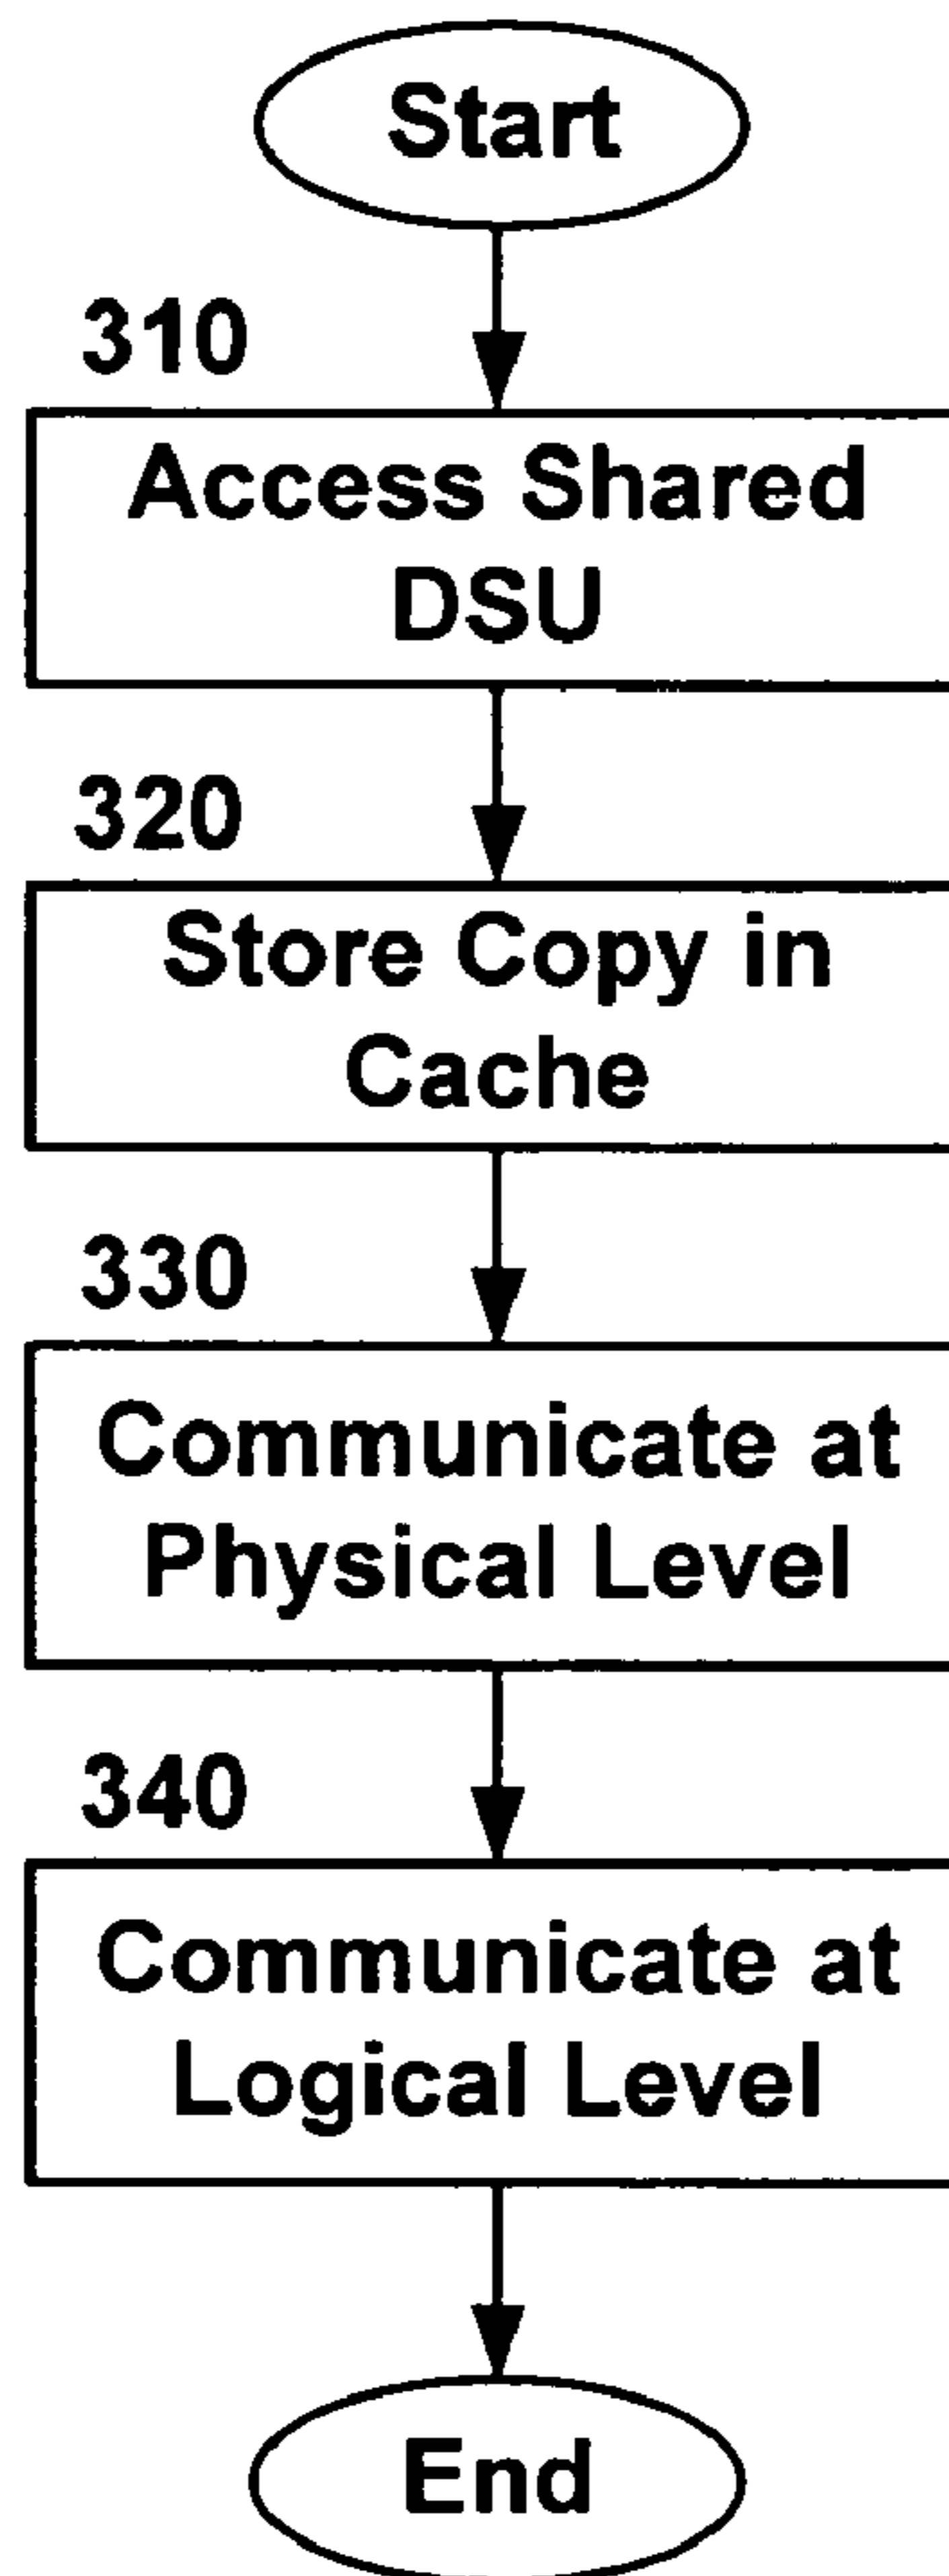 Start
310
Access Shared
DSU
320
Store Copy in
Cache
330
Communicate at
Physical Level
340
Communicate at
Logical Level
End